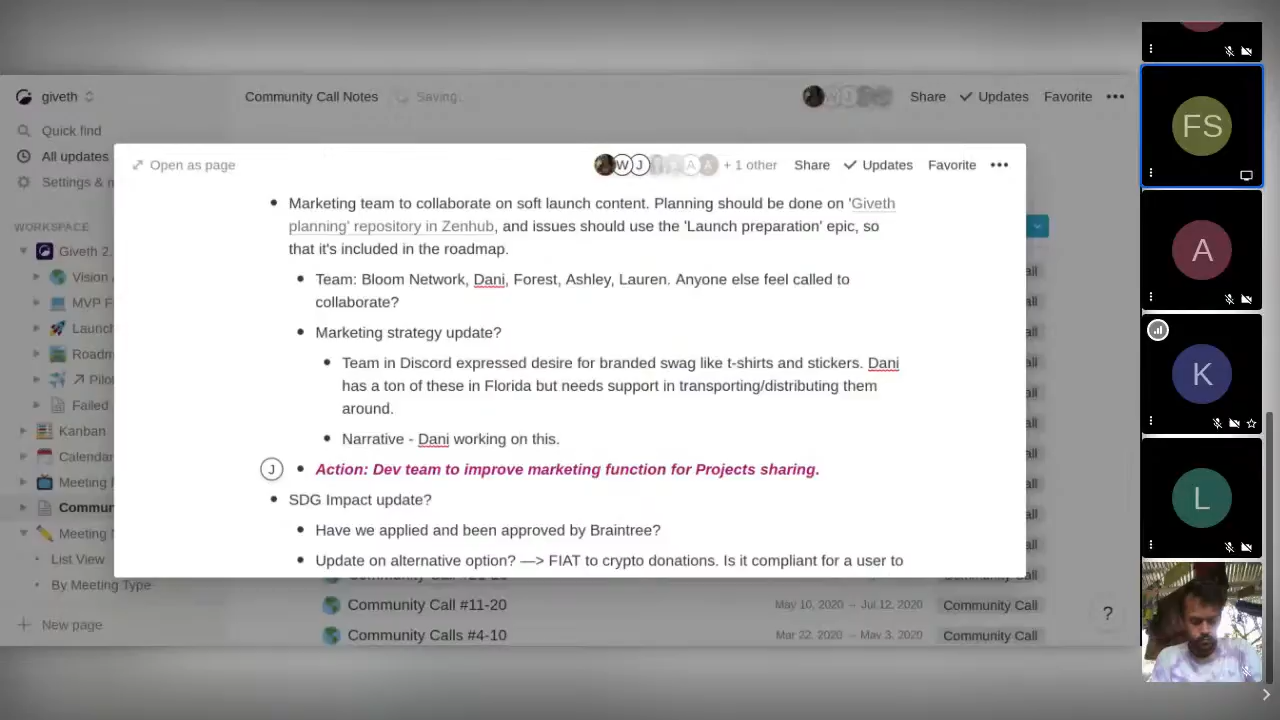 giveth
Community Call Notes
Saving.
Share
Updates
Favorite
Quick find
All updates
Settings & m
WORKSPACE
Giveth 2.
Vision
MVP F
Launch
Roadm
Pilot
Failed
Kanban
Calendar
Meeting
Commun
Meeting N
List View
By Meeting Type
New page
Open as page
W J
A A
+ 1 other
Share
Updates
Favorite
Marketing team to collaborate on soft launch content. Planning should be done on 'Giveth
planning' repository in Zenhub, and issues should use the 'Launch preparation' epic, so
that it's included in the roadmap.
Team: Bloom Network, Dani, Forest, Ashley, Lauren. Anyone else feel called to
collaborate?
Marketing strategy update?
Team in Discord expressed desire for branded swag like t-shirts and stickers. Dani
has a ton of these in Florida but needs support in transporting/distributing them
around.
Narrative - Dani working on this.
J
Action: Dev team to improve marketing function for Projects sharing.
SDG Impact update?
Have we applied and been approved by Braintree?
Update on alternative option? —> FIAT to crypto donations. Is it compliant for a user to
Community Call #11-20
May 10, 2020 → Jul 12, 2020
Community Call
Community Calls #4-10
Mar 22, 2020 → May 3, 2020
Community Call
?
FS
A
K
L